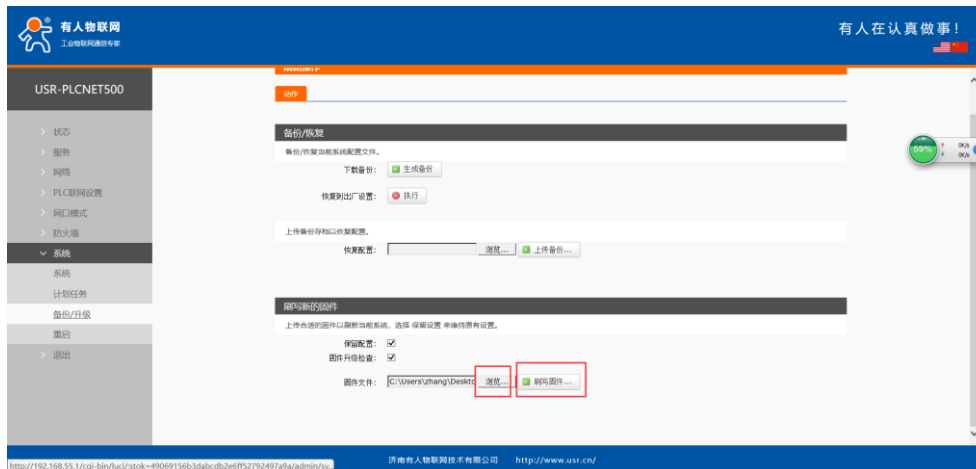 有人物联网
工业物联网通信专家
有人在认真做事!
USR-PLCNET500
状态
服务
网络
PLC联网设置
网口模式
防火墙
系统
系统
计划任务
备份/升级
重启
退出
动作
备份/恢复
备份/恢复当前系统配置文件。
下载备份: 生成备份
恢复到出厂设置: 执行
上传备份存档以恢复配置。
恢复配置: 浏览... 上传备份...
刷写新的固件
上传合适的固件以刷新当前系统，选择 保留设置 来维持原有设置。
保留配置:
固件升级检查:
固件文件: C:\Users\zhang\Deskto 浏览... 刷写固件...
59% 0K/s
0K/s
济南有人物联网技术有限公司 http://www.usr.cn/
http://192.168.55.1/cgi-bin/luci/;stok=49069156b3dabcdb2e6ff52792497a9a/admin/sy...